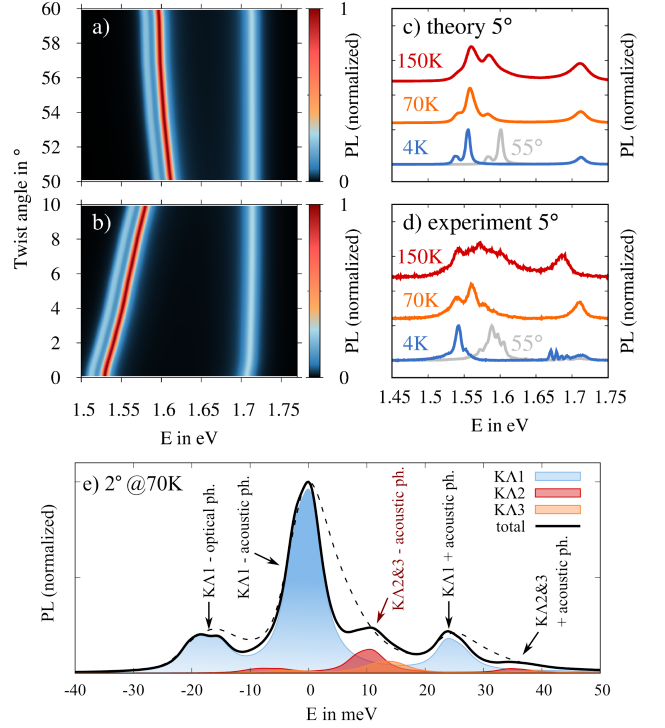 a)
60
58
56
54
52
50
1
0
PL (normalized)
b)
10
8
6
4
2
0
1
0
PL (normalized)
Twist angle in °
1.5 1.55 1.6 1.65 1.7 1.75
E in eV
c) theory 5°
150K
70K
4K
55°
PL (normalized)
d) experiment 5°
150K
70K
4K
55°
PL (normalized)
1.45 1.5 1.55 1.6 1.65 1.7 1.75
E in eV
e) 2° @70K
KΛ1 - optical ph.
KΛ1 - acoustic ph.
KΛ2&3 - acoustic ph.
KΛ1 + acoustic ph.
KΛ2&3
+ acoustic ph.
KΛ1
KΛ2
KΛ3
total
PL (normalized)
-40 -30 -20 -10 0 10 20 30 40 50
E in meV